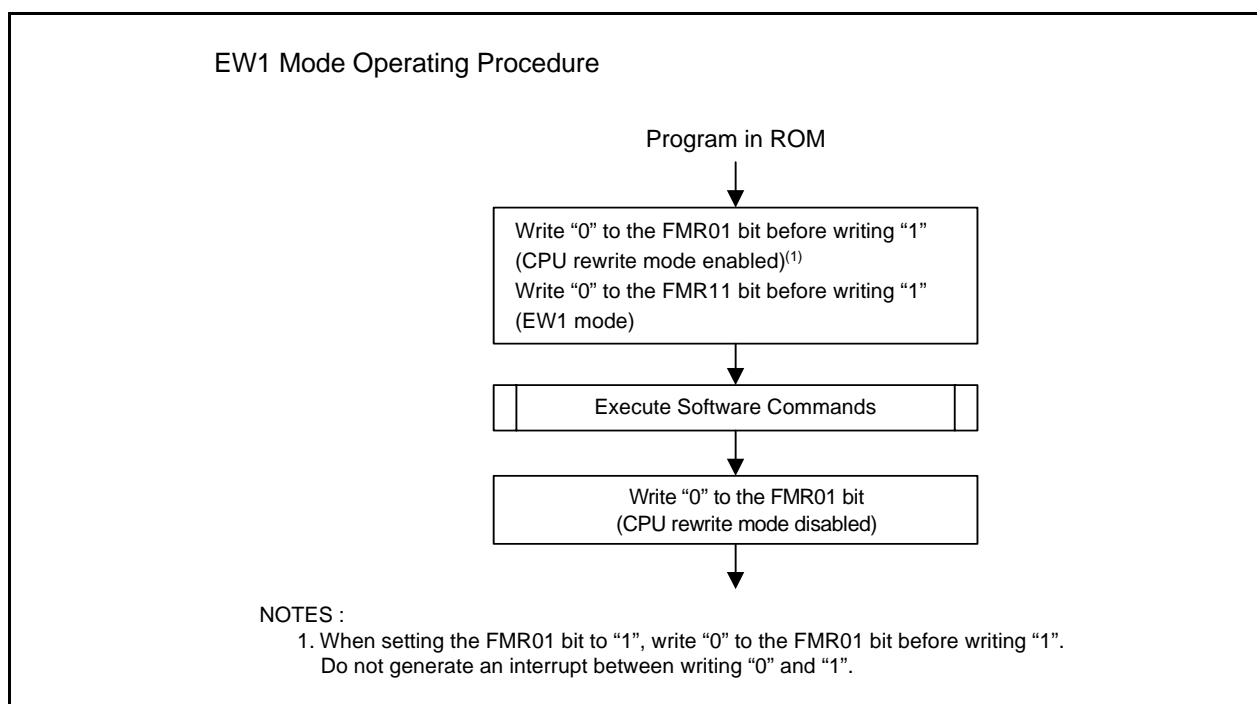 EW1 Mode Operating Procedure
Program in ROM
Write “0” to the FMR01 bit before writing “1”
(CPU rewrite mode enabled)(1)
Write “0” to the FMR11 bit before writing “1”
(EW1 mode)
Execute Software Commands
Write “0” to the FMR01 bit
(CPU rewrite mode disabled)
NOTES :
1. When setting the FMR01 bit to “1”, write “0” to the FMR01 bit before writing “1”.
Do not generate an interrupt between writing “0” and “1”.